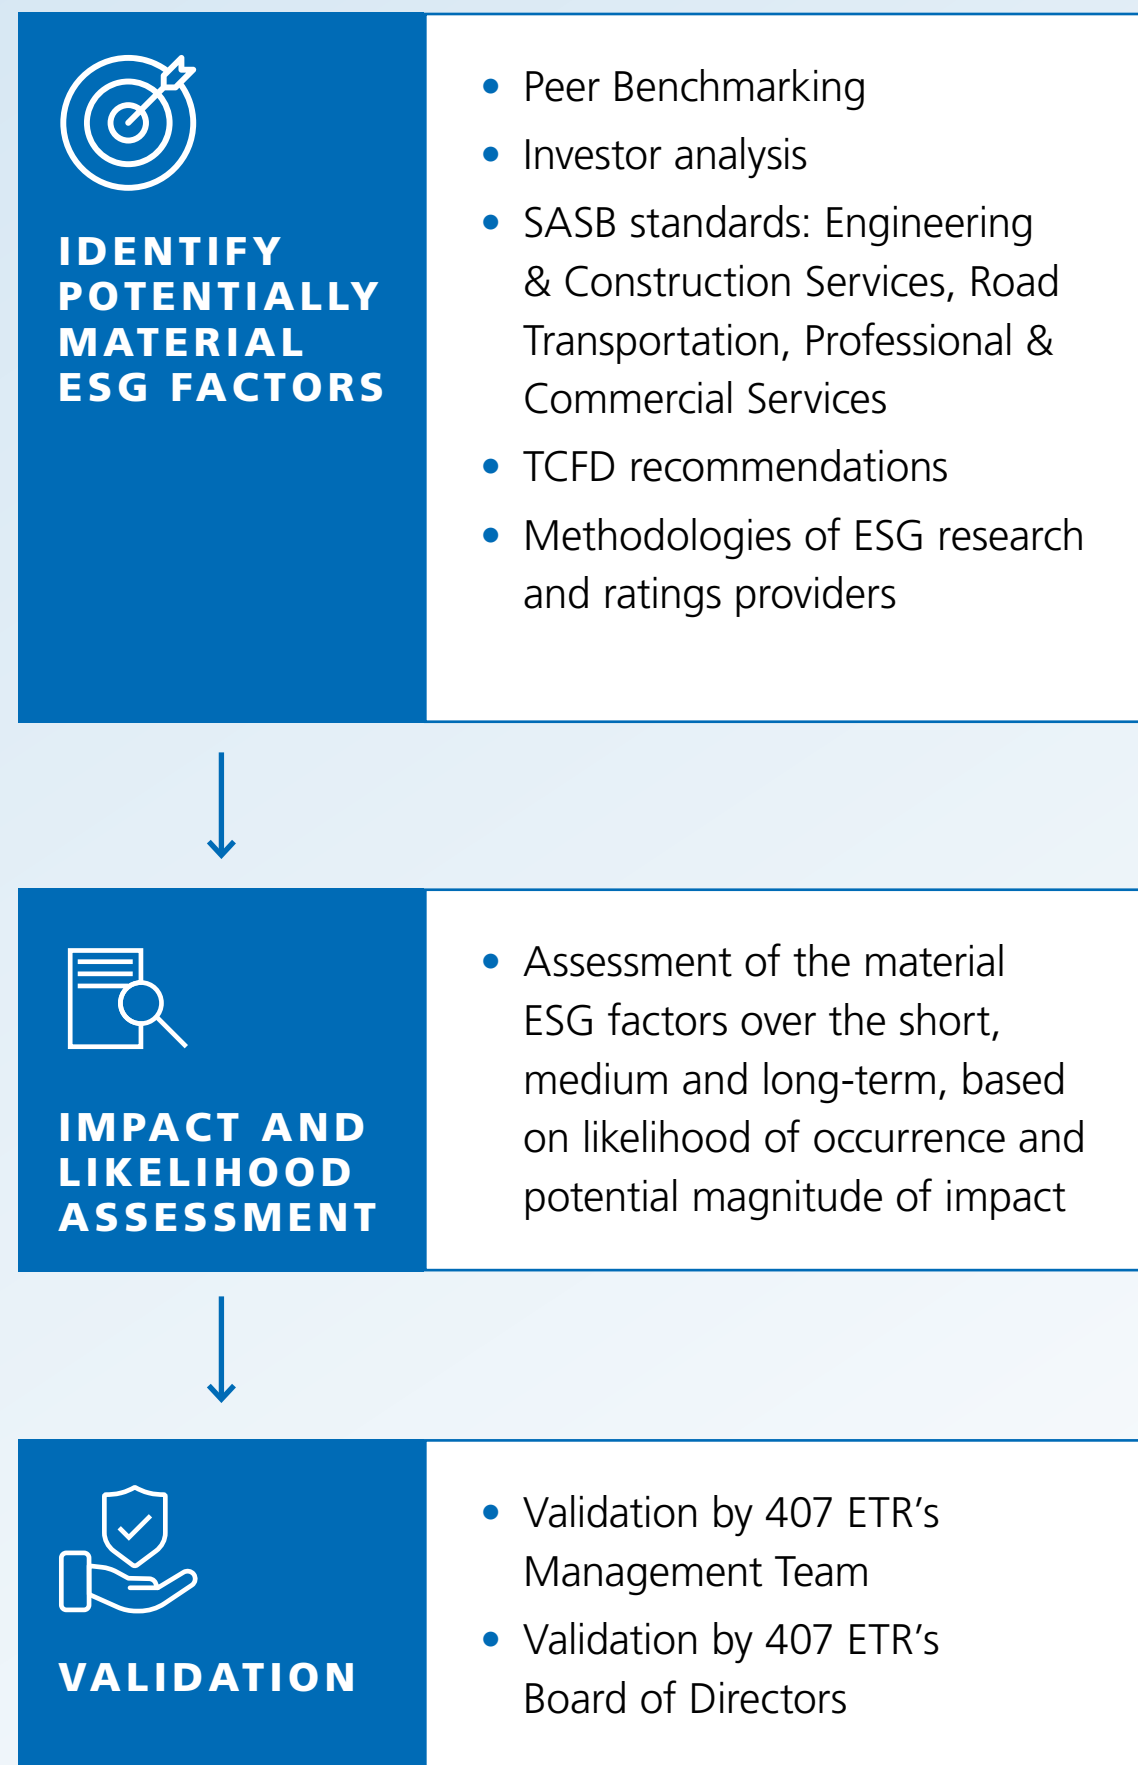 IDENTIFY
POTENTIALLY
MATERIAL
ESG FACTORS
• Peer Benchmarking
• Investor analysis
• SASB standards: Engineering
& Construction Services, Road
Transportation, Professional &
Commercial Services
• TCFD recommendations
• Methodologies of ESG research
and ratings providers
IMPACT AND
LIKELIHOOD
ASSESSMENT
• Assessment of the material
ESG factors over the short,
medium and long-term, based
on likelihood of occurrence and
potential magnitude of impact
VALIDATION
• Validation by 407 ETR’s
Management Team
• Validation by 407 ETR’s
Board of Directors